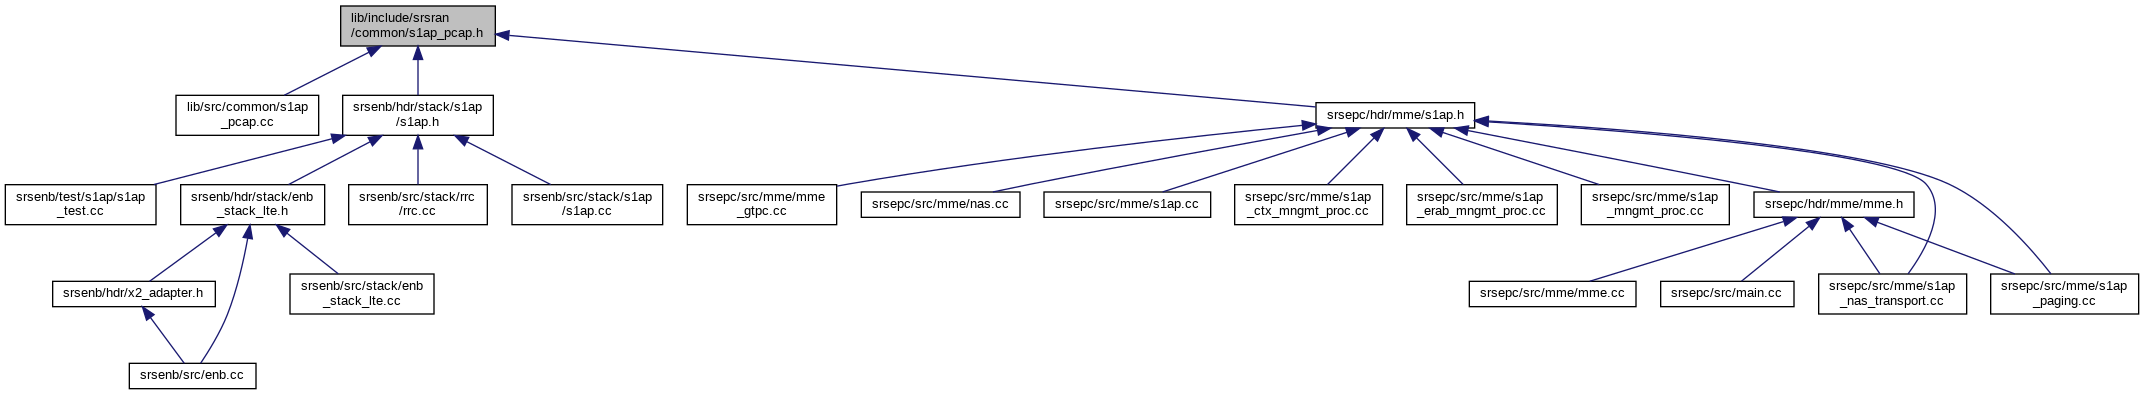 lib/include/srsran
/common/s1ap_pcap.h
lib/src/common/s1ap
_pcap.cc
srsenb/hdr/stack/s1ap
/s1ap.h
srsepc/hdr/mme/s1ap.h
srsenb/test/s1ap/s1ap
_test.cc
srsenb/hdr/stack/enb
_stack_lte.h
srsenb/src/stack/rrc
/rrc.cc
srsenb/src/stack/s1ap
/s1ap.cc
srsepc/src/mme/mme
_gtpc.cc
srsepc/src/mme/nas.cc
srsepc/src/mme/s1ap.cc
srsepc/src/mme/s1ap
_ctx_mngmt_proc.cc
srsepc/src/mme/s1ap
_erab_mngmt_proc.cc
srsepc/src/mme/s1ap
_mngmt_proc.cc
srsepc/hdr/mme/mme.h
srsenb/hdr/x2_adapter.h
srsenb/src/stack/enb
_stack_lte.cc
srsepc/src/mme/mme.cc
srsepc/src/main.cc
srsepc/src/mme/s1ap
_nas_transport.cc
srsepc/src/mme/s1ap
_paging.cc
srsenb/src/enb.cc